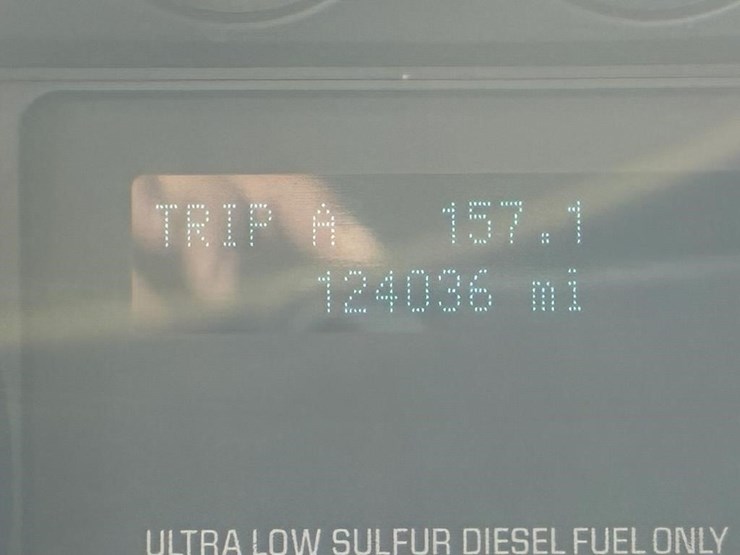 TRIP A 157.1
124036 mi
ULTRA LOW SULFUR DIESEL FUEL ONLY